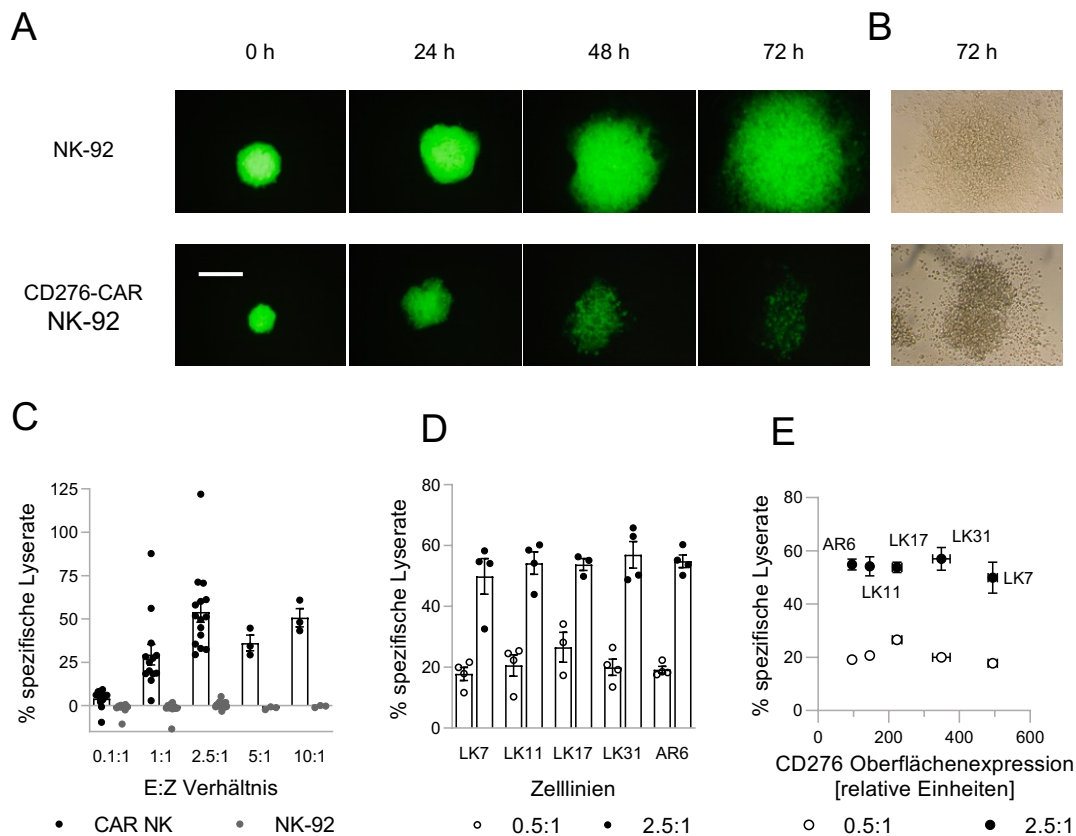 A
B
0 h 24 h 48 h 72 h 72 h
NK-92
CD276-CAR
NK-92
C
D
E
% spezifische Lyserate
125
100
75
50
25
0
0.1:1 1:1 2.5:1 5:1 10:1
E:Z Verhältnis
CAR NK NK-92
% spezifische Lyserate
80
60
40
20
0
LK7 LK11 LK17 LK31 AR6
Zelllinien
0.5:1 2.5:1
% spezifische Lyserate
80
60
40
20
0
AR6
LK11
LK17
LK31
LK7
0 200 400 600
CD276 Oberflächenexpression
[relative Einheiten]
0.5:1 2.5:1